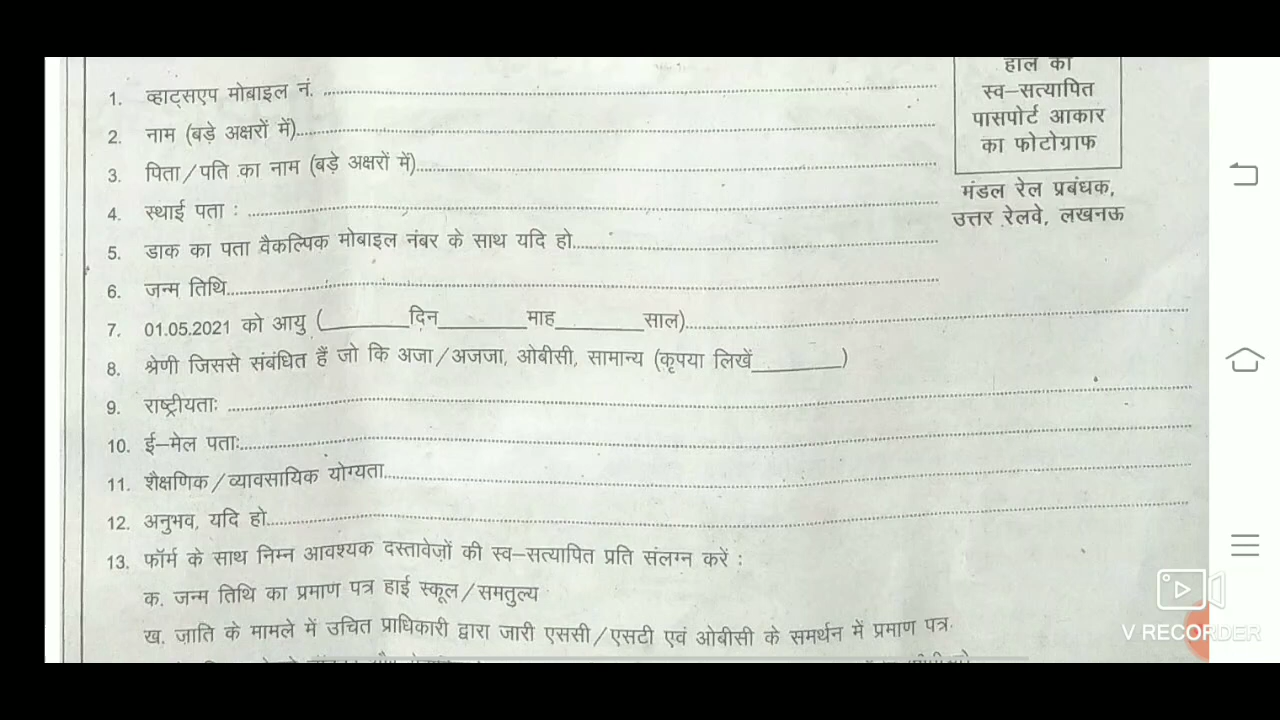 हाल का
स्व–सत्यापित
पासपोर्ट आकार
का फोटोग्राफ
मंडल रेल प्रबंधक,
उत्तर रेलवे, लखनऊ
1. व्हाट्सएप मोबाइल नं. ....................
2. नाम (बड़े अक्षरों में)....................
3. पिता/पति का नाम (बड़े अक्षरों में)....................
4. स्थाई पता : ....................
5. डाक का पता वैकल्पिक मोबाइल नंबर के साथ यदि हो....................
6. जन्म तिथि....................
7. 01.05.2021 को आयु (________दिन________माह________साल)....................
8. श्रेणी जिससे संबंधित हैं जो कि अजा/अजजा, ओबीसी, सामान्य (कृपया लिखें________)
9. राष्ट्रीयताः ....................
10. ई–मेल पताः....................
11. शैक्षणिक/व्यावसायिक योग्यता....................
12. अनुभव, यदि हो....................
13. फॉर्म के साथ निम्न आवश्यक दस्तावेज़ों की स्व–सत्यापित प्रति संलग्न करें :
क. जन्म तिथि का प्रमाण पत्र हाई स्कूल/समतुल्य
ख. ज़ाति के मामले में उचित प्राधिकारी द्वारा जारी एससी/एसटी एवं ओबीसी के समर्थन में प्रमाण पत्र.
V RECORDER